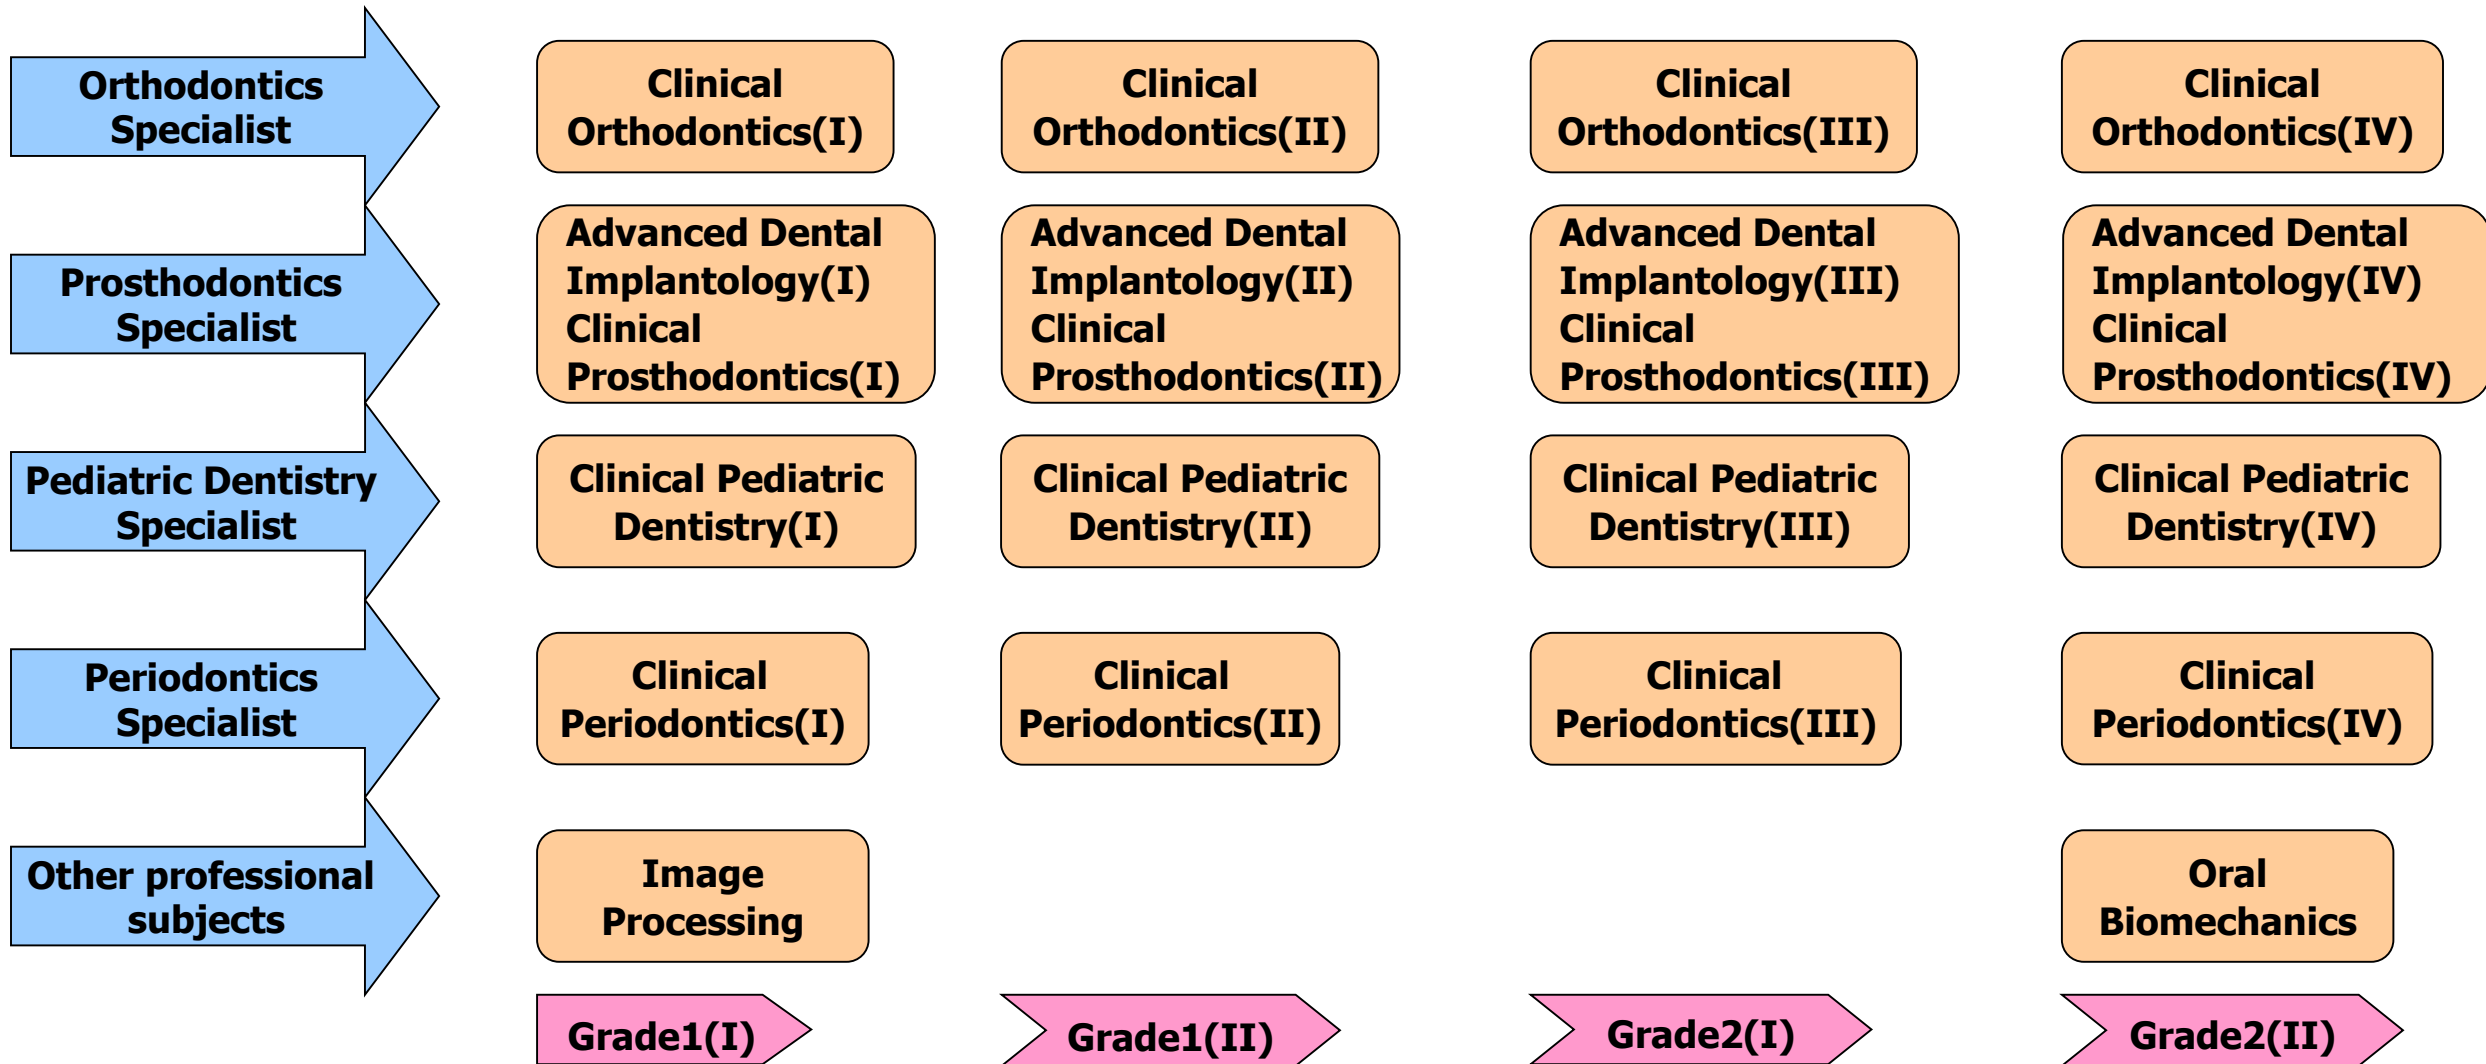 Orthodontics
Specialist
Clinical
Orthodontics(I)
Clinical
Orthodontics(II)
Clinical
Orthodontics(III)
Clinical
Orthodontics(IV)
Prosthodontics
Specialist
Advanced Dental
Implantology(I)
Clinical
Prosthodontics(I)
Advanced Dental
Implantology(II)
Clinical
Prosthodontics(II)
Advanced Dental
Implantology(III)
Clinical
Prosthodontics(III)
Advanced Dental
Implantology(IV)
Clinical
Prosthodontics(IV)
Pediatric Dentistry
Specialist
Clinical Pediatric
Dentistry(I)
Clinical Pediatric
Dentistry(II)
Clinical Pediatric
Dentistry(III)
Clinical Pediatric
Dentistry(IV)
Periodontics
Specialist
Clinical
Periodontics(I)
Clinical
Periodontics(II)
Clinical
Periodontics(III)
Clinical
Periodontics(IV)
Other professional
subjects
Image
Processing
Oral
Biomechanics
Grade1(I)
Grade1(II)
Grade2(I)
Grade2(II)